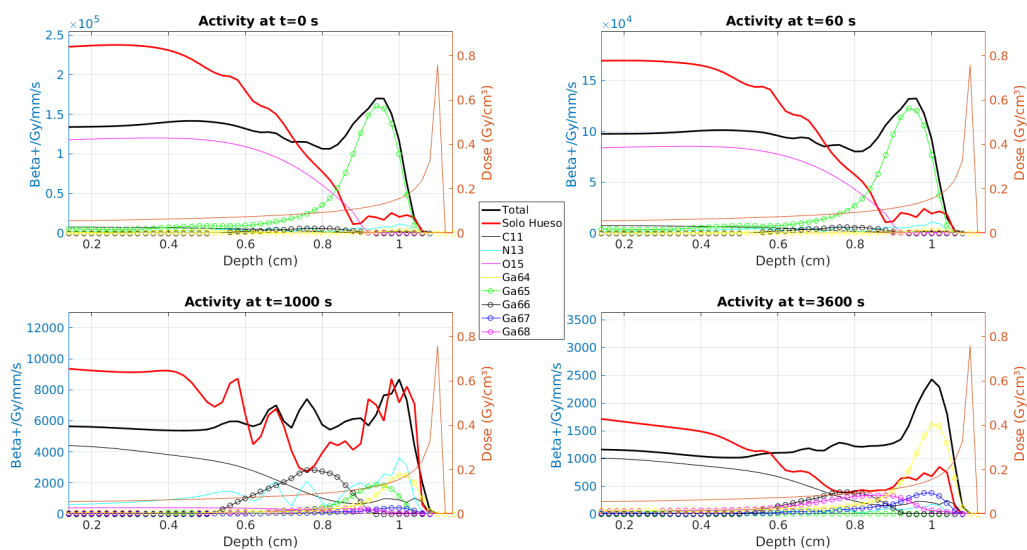 Activity at t=0 s
×10⁵
Beta+/Gy/mm/s
2.5
2
1.5
1
0.5
0
0.2 0.4 0.6 0.8 1
Depth (cm)
0.8
0.6
0.4
0.2
0
Dose (Gy/cm³)
Activity at t=60 s
×10⁴
Beta+/Gy/mm/s
15
10
5
0
0.2 0.4 0.6 0.8 1
Depth (cm)
0.8
0.6
0.4
0.2
0
Dose (Gy/cm³)
Total
Solo Hueso
C11
N13
O15
Ga64
Ga65
Ga66
Ga67
Ga68
Activity at t=1000 s
Beta+/Gy/mm/s
12000
10000
8000
6000
4000
2000
0
0.2 0.4 0.6 0.8 1
Depth (cm)
0.8
0.6
0.4
0.2
0
Dose (Gy/cm³)
Activity at t=3600 s
Beta+/Gy/mm/s
3500
3000
2500
2000
1500
1000
500
0
0.2 0.4 0.6 0.8 1
Depth (cm)
0.8
0.6
0.4
0.2
0
Dose (Gy/cm³)